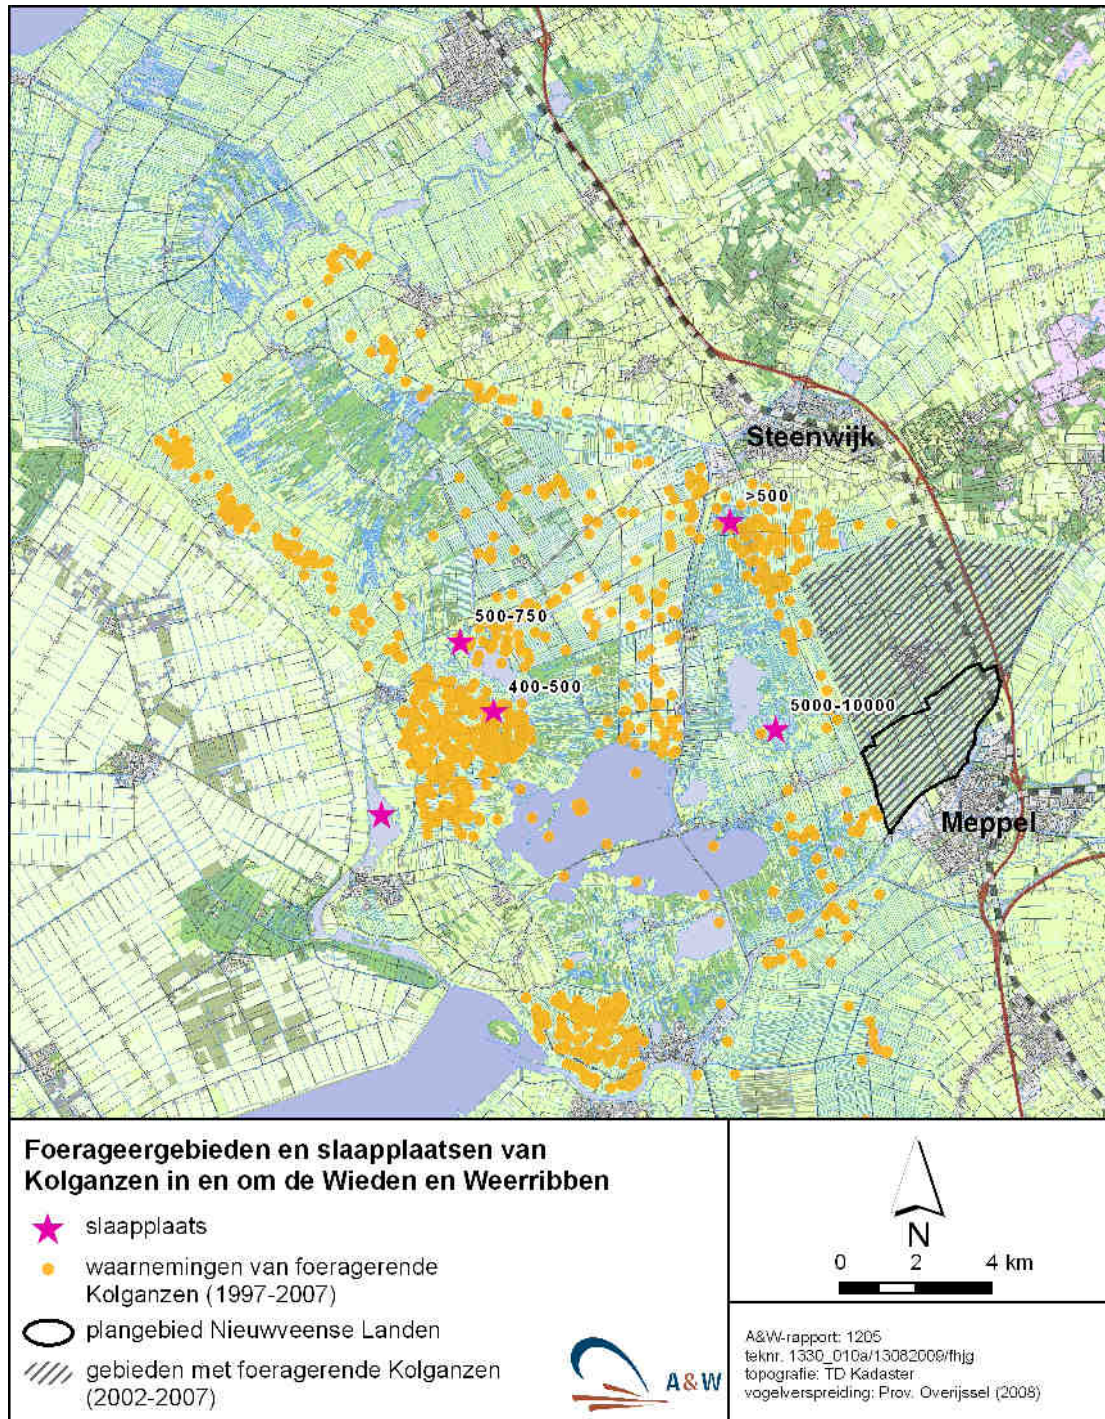 Steenwijk
>500
500-750
400-500
5000-10000
Meppel
Foerageergebieden en slaapplaatsen van
Kolganzen in en om de Wieden en Weerribben
slaapplaats
waarnemingen van foeragerende
Kolganzen (1997-2007)
plangebied Nieuwveense Landen
gebieden met foeragerende Kolganzen
(2002-2007)
A&W
N
0 2 4 km
A&W-rapport: 1205
teknr. 1330_010a/13082009/fhjg
topografie: TD Kadaster
vogelverspreiding: Prov. Overijssel (2008)